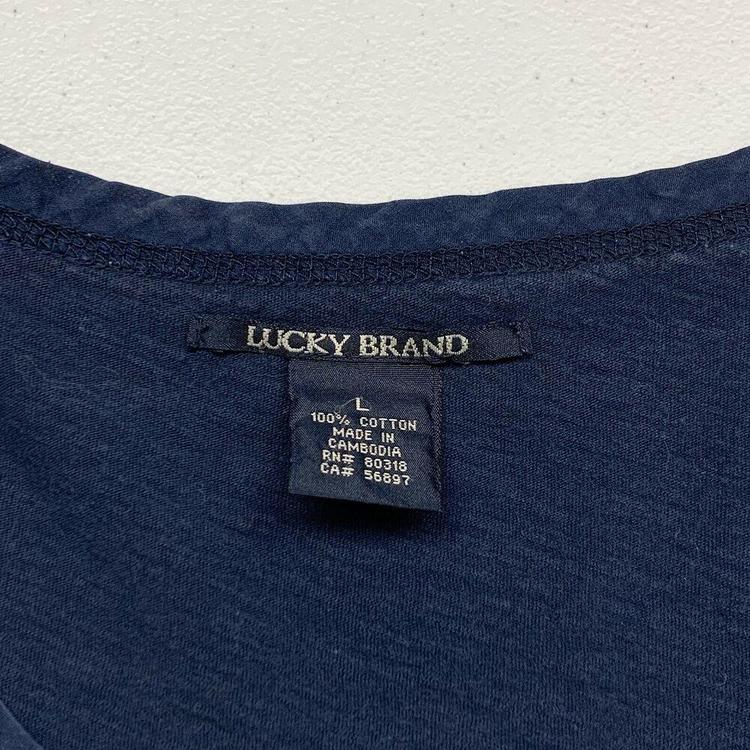 LUCKY BRAND
L
100% COTTON
MADE IN
CAMBODIA
RN# 80318
CA# 56897